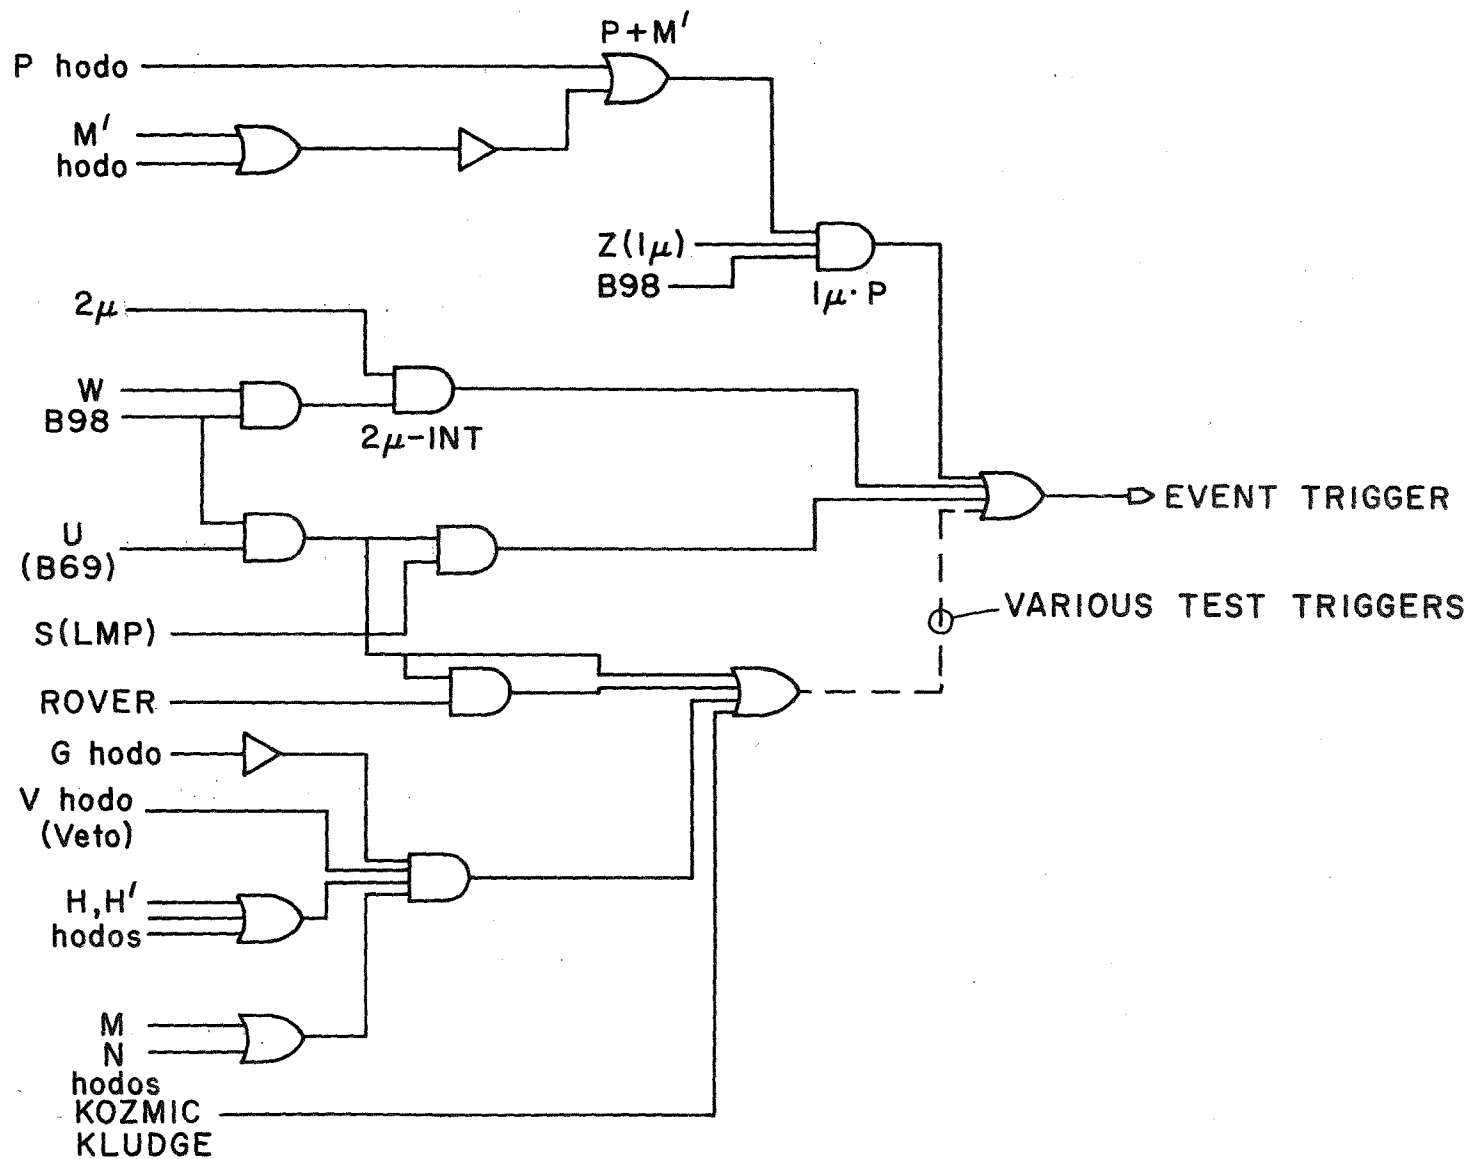 P+M′
P hodo
M′
hodo
Z(1μ)
B98
1μ·P
2μ
W
B98
2μ-INT
U
(B69)
EVENT TRIGGER
S(LMP)
VARIOUS TEST TRIGGERS
ROVER
G hodo
V hodo
(Veto)
H,H′
hodos
M
N
hodos
KOZMIC
KLUDGE